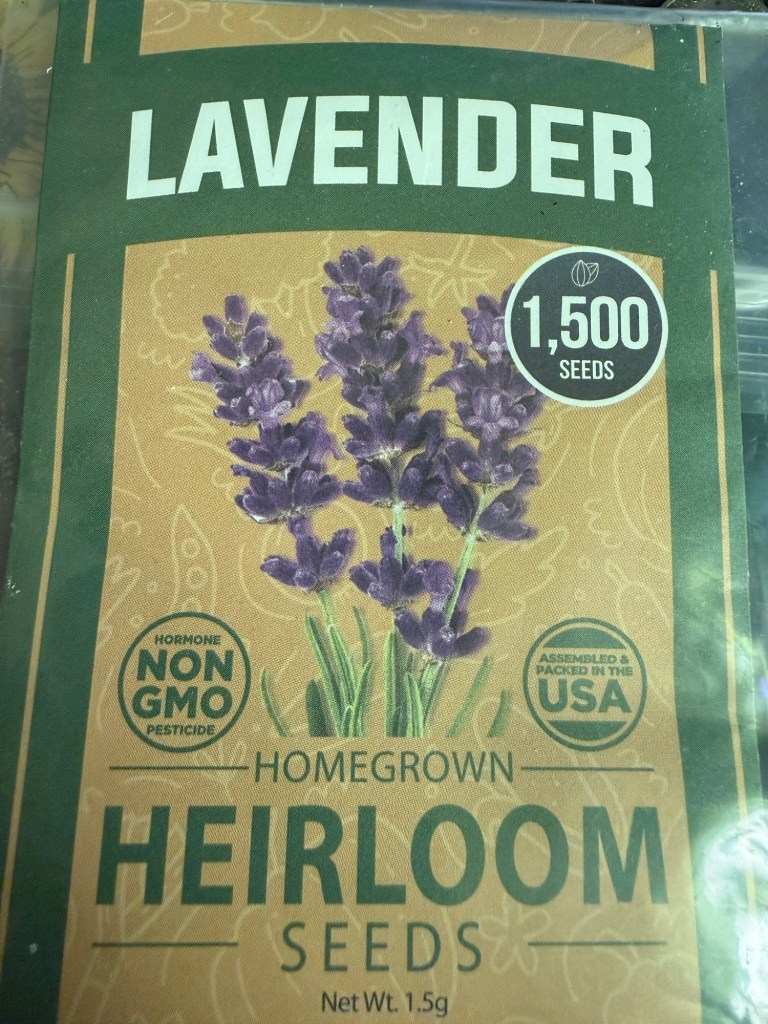 LAVENDER
1,500
SEEDS
HORMONE
NON
GMO
PESTICIDE
ASSEMBLED &
PACKED IN THE
USA
HOMEGROWN
HEIRLOOM
SEEDS
Net Wt. 1.5g